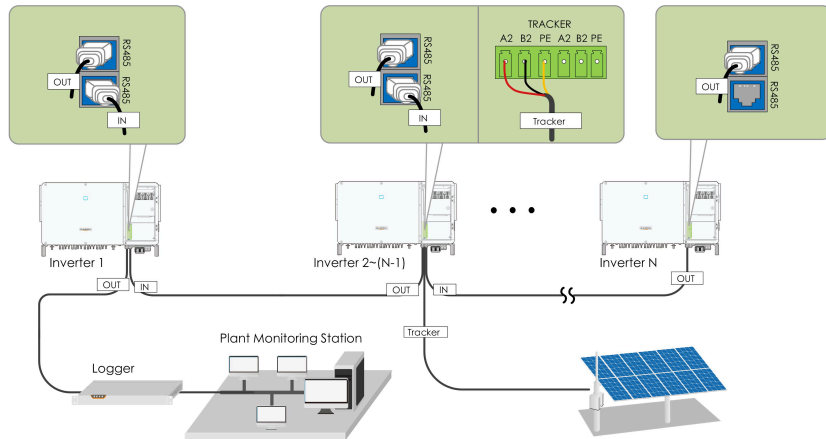 RS485
OUT
RS485
IN
RS485
OUT
RS485
IN
TRACKER
A2 B2 PE A2 B2 PE
Tracker
RS485
OUT
RS485
Inverter 1
Inverter 2~(N-1)
Inverter N
OUT
IN
OUT
IN
OUT
Tracker
Plant Monitoring Station
Logger